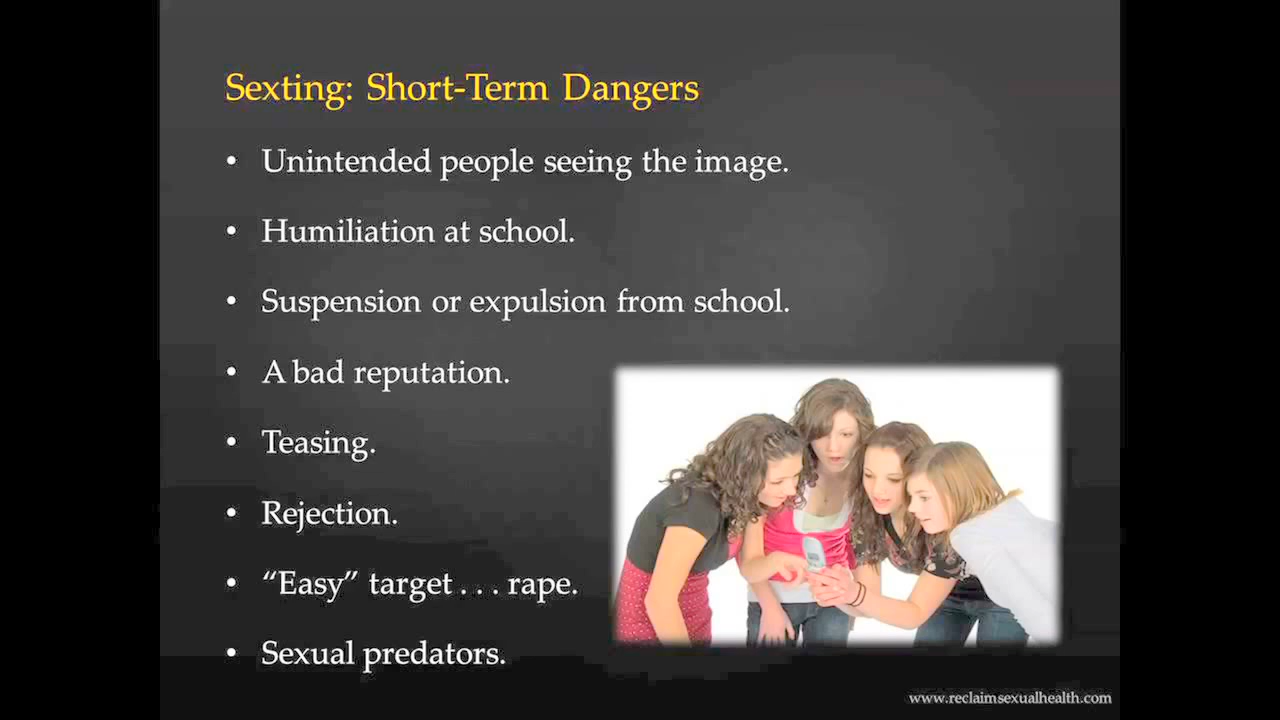 Sexting: Short-Term Dangers
• Unintended people seeing the image.
• Humiliation at school.
• Suspension or expulsion from school.
• A bad reputation.
• Teasing.
• Rejection.
• “Easy” target . . . rape.
• Sexual predators.
www.reclaimsexualhealth.com